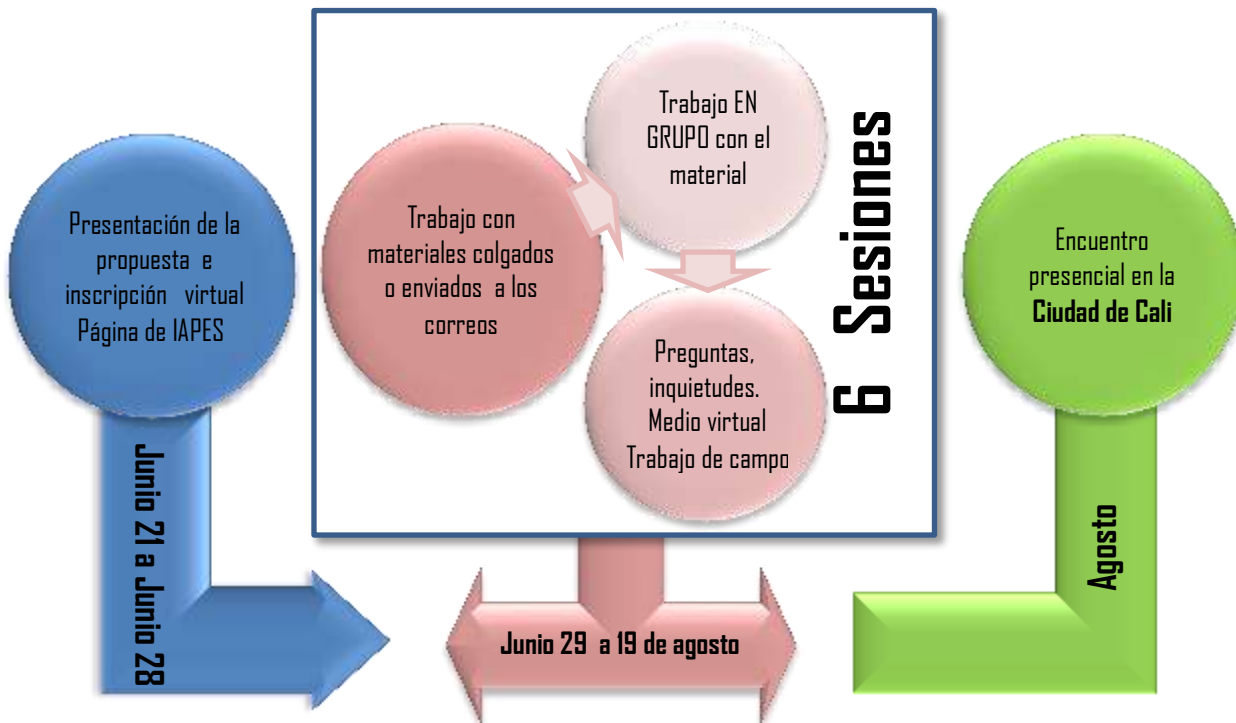 Presentación de la
propuesta e
inscripción virtual
Página de IAPES
Junio 21 a Junio 28
Trabajo con
materiales colgados
o enviados a los
correos
Trabajo EN
GRUPO con el
material
Preguntas,
inquietudes.
Medio virtual
Trabajo de campo
6 Sesiones
Junio 29 a 19 de agosto
Encuentro
presencial en la
Ciudad de Cali
Agosto